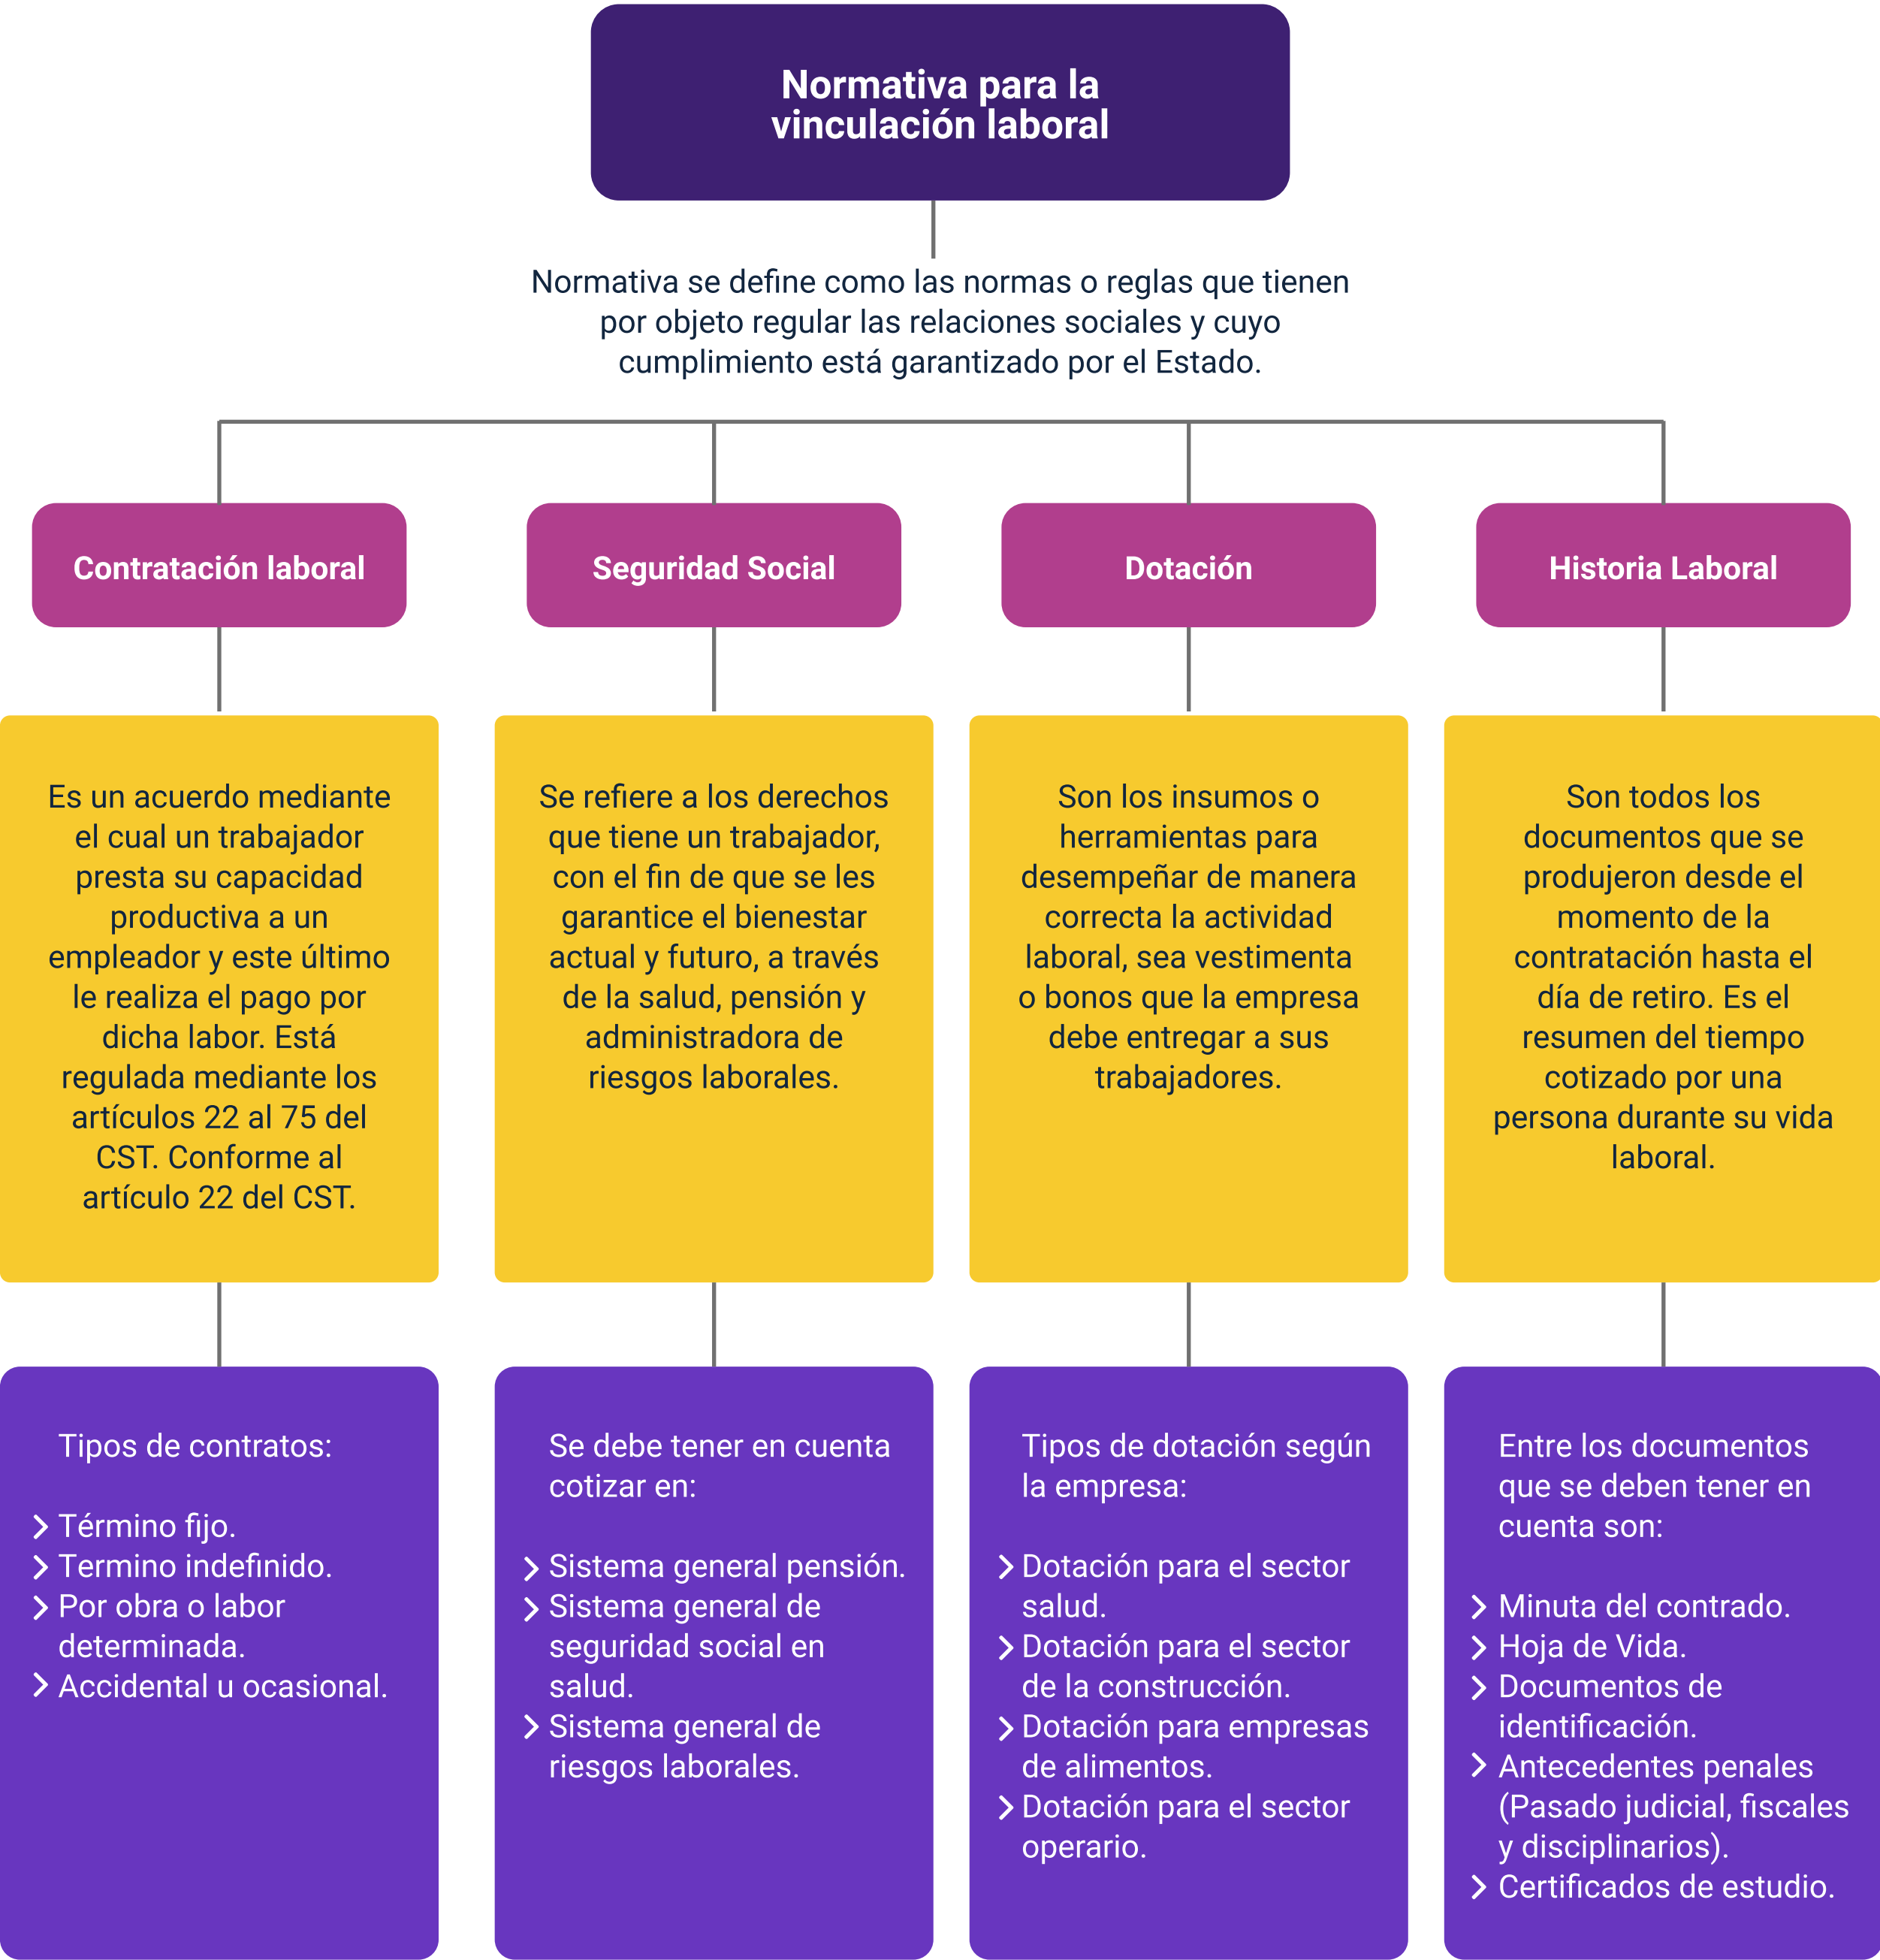 Normativa para la
vinculación laboral
Normativa se define como las normas o reglas que tienen
por objeto regular las relaciones sociales y cuyo
cumplimiento está garantizado por el Estado.
Contratación laboral
Es un acuerdo mediante
el cual un trabajador
presta su capacidad
productiva a un
empleador y este último
le realiza el pago por
dicha labor. Está
regulada mediante los
artículos 22 al 75 del
CST. Conforme al
artículo 22 del CST.
Tipos de contratos:
Término fijo.
Termino indefinido.
Por obra o labor
determinada.
Accidental u ocasional.
Seguridad Social
Se refiere a los derechos
que tiene un trabajador,
con el fin de que se les
garantice el bienestar
actual y futuro, a través
de la salud, pensión y
administradora de
riesgos laborales.
Se debe tener en cuenta
cotizar en:
Sistema general pensión.
Sistema general de
seguridad social en
salud.
Sistema general de
riesgos laborales.
Dotación
Son los insumos o
herramientas para
desempeñar de manera
correcta la actividad
laboral, sea vestimenta
o bonos que la empresa
debe entregar a sus
trabajadores.
Tipos de dotación según
la empresa:
Dotación para el sector
salud.
Dotación para el sector
de la construcción.
Dotación para empresas
de alimentos.
Dotación para el sector
operario.
Historia Laboral
Son todos los
documentos que se
produjeron desde el
momento de la
contratación hasta el
día de retiro. Es el
resumen del tiempo
cotizado por una
persona durante su vida
laboral.
Entre los documentos
que se deben tener en
cuenta son:
Minuta del contrado.
Hoja de Vida.
Documentos de
identificación.
Antecedentes penales
(Pasado judicial, fiscales
y disciplinarios).
Certificados de estudio.